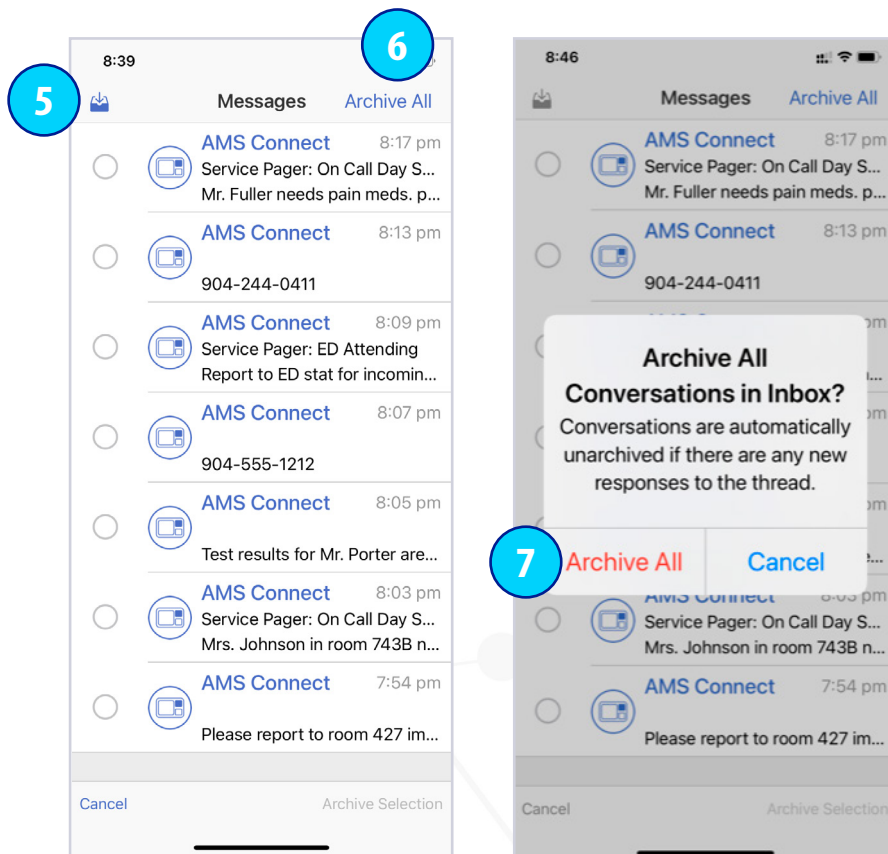 6
8:39
5
Messages
Archive All
AMS Connect
8:17 pm
Service Pager: On Call Day S...
Mr. Fuller needs pain meds. p...
AMS Connect
8:13 pm
904-244-0411
AMS Connect
8:09 pm
Service Pager: ED Attending
Report to ED stat for incomin...
AMS Connect
8:07 pm
904-555-1212
AMS Connect
8:05 pm
Test results for Mr. Porter are...
AMS Connect
8:03 pm
Service Pager: On Call Day S...
Mrs. Johnson in room 743B n...
AMS Connect
7:54 pm
Please report to room 427 im...
Cancel
Archive Selection
8:46
Messages
Archive All
AMS Connect
8:17 pm
Service Pager: On Call Day S...
Mr. Fuller needs pain meds. p...
AMS Connect
8:13 pm
904-244-0411
Archive All
Conversations in Inbox?
Conversations are automatically
unarchived if there are any new
responses to the thread.
7
Archive All
Cancel
AMS Connect
8:03 pm
Service Pager: On Call Day S...
Mrs. Johnson in room 743B n...
AMS Connect
7:54 pm
Please report to room 427 im...
Cancel
Archive Selection